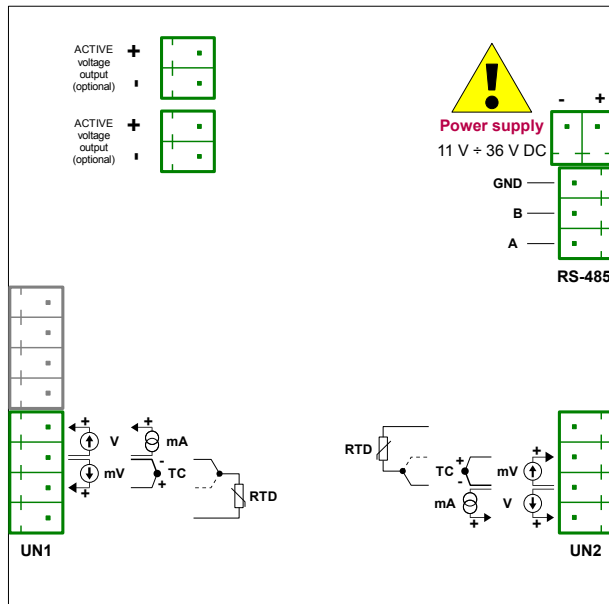 ACTIVE
voltage
output
(optional)
+
-
ACTIVE
voltage
output
(optional)
+
-
!
- +
Power supply
11 V ÷ 36 V DC
GND
B
A
RS-485
+ V
+ mA
mV +
- TC +
RTD
UN1
RTD
+ TC -
mV +
mA +
V +
UN2